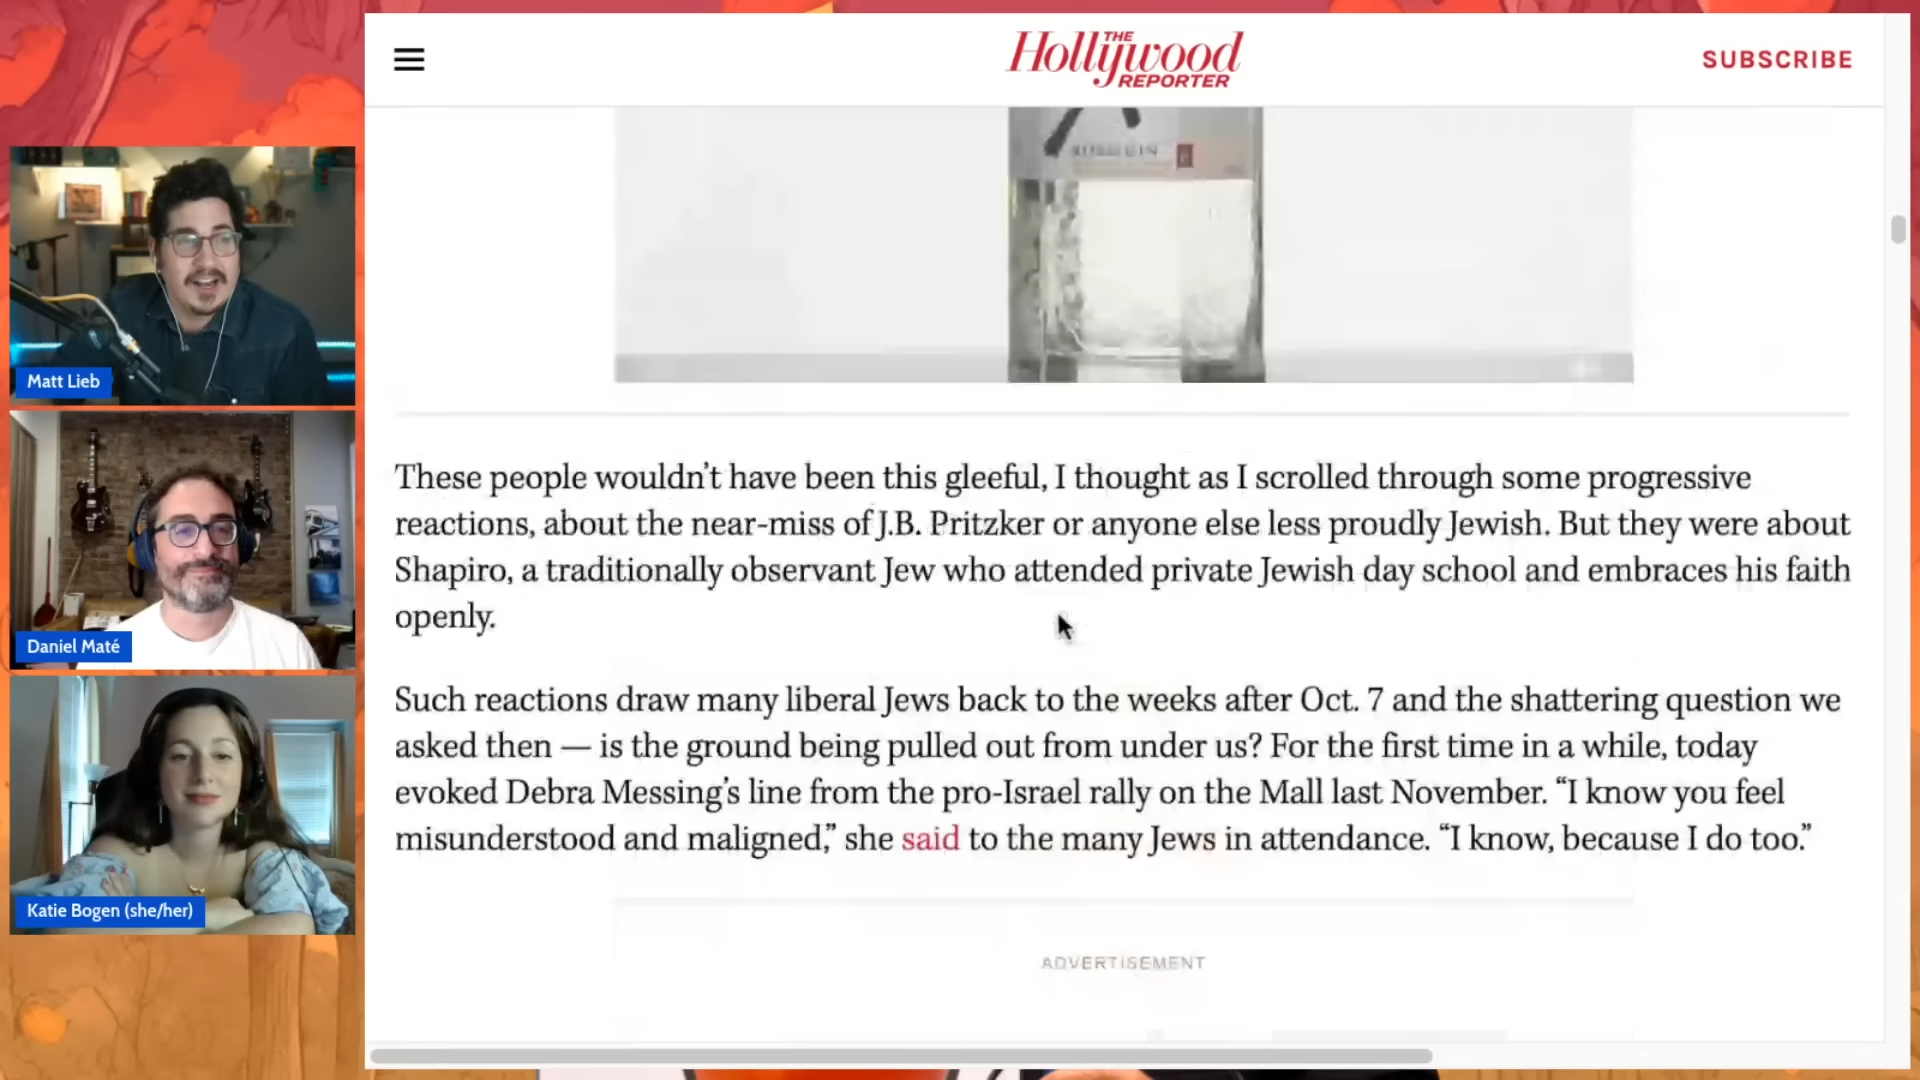 THE
Hollywood
REPORTER
SUBSCRIBE
These people wouldn’t have been this gleeful, I thought as I scrolled through some progressive
reactions, about the near-miss of J.B. Pritzker or anyone else less proudly Jewish. But they were about
Shapiro, a traditionally observant Jew who attended private Jewish day school and embraces his faith
openly.
Such reactions draw many liberal Jews back to the weeks after Oct. 7 and the shattering question we
asked then — is the ground being pulled out from under us? For the first time in a while, today
evoked Debra Messing’s line from the pro-Israel rally on the Mall last November. “I know you feel
misunderstood and maligned,” she said to the many Jews in attendance. “I know, because I do too.”
ADVERTISEMENT
Matt Lieb
Daniel Maté
Katie Bogen (she/her)